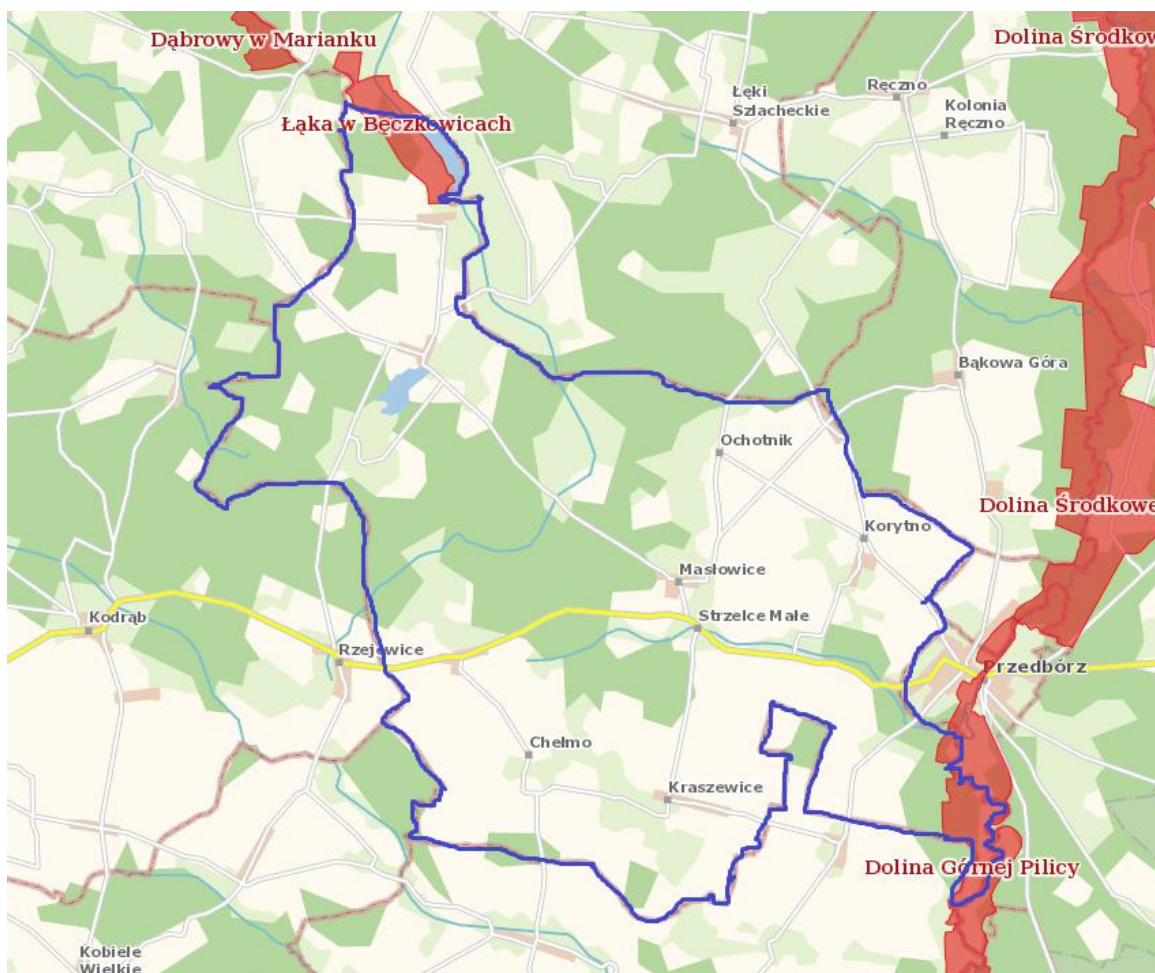 Dąbrowy w Marianku
Dolina Środkow
Łąka w Bęczkowicach
Łęki
Szlacheckie
Ręczno
Kolonia
Ręczno
Bąkowa Góra
Ochotnik
Dolina Środkowe
Korytno
Masłowice
Kodrąb
Strzelce Małe
Rzejowice
Przedbórz
Chełmo
Kraszewice
Dolina Górnej Pilicy
Kobiele
Wielkie